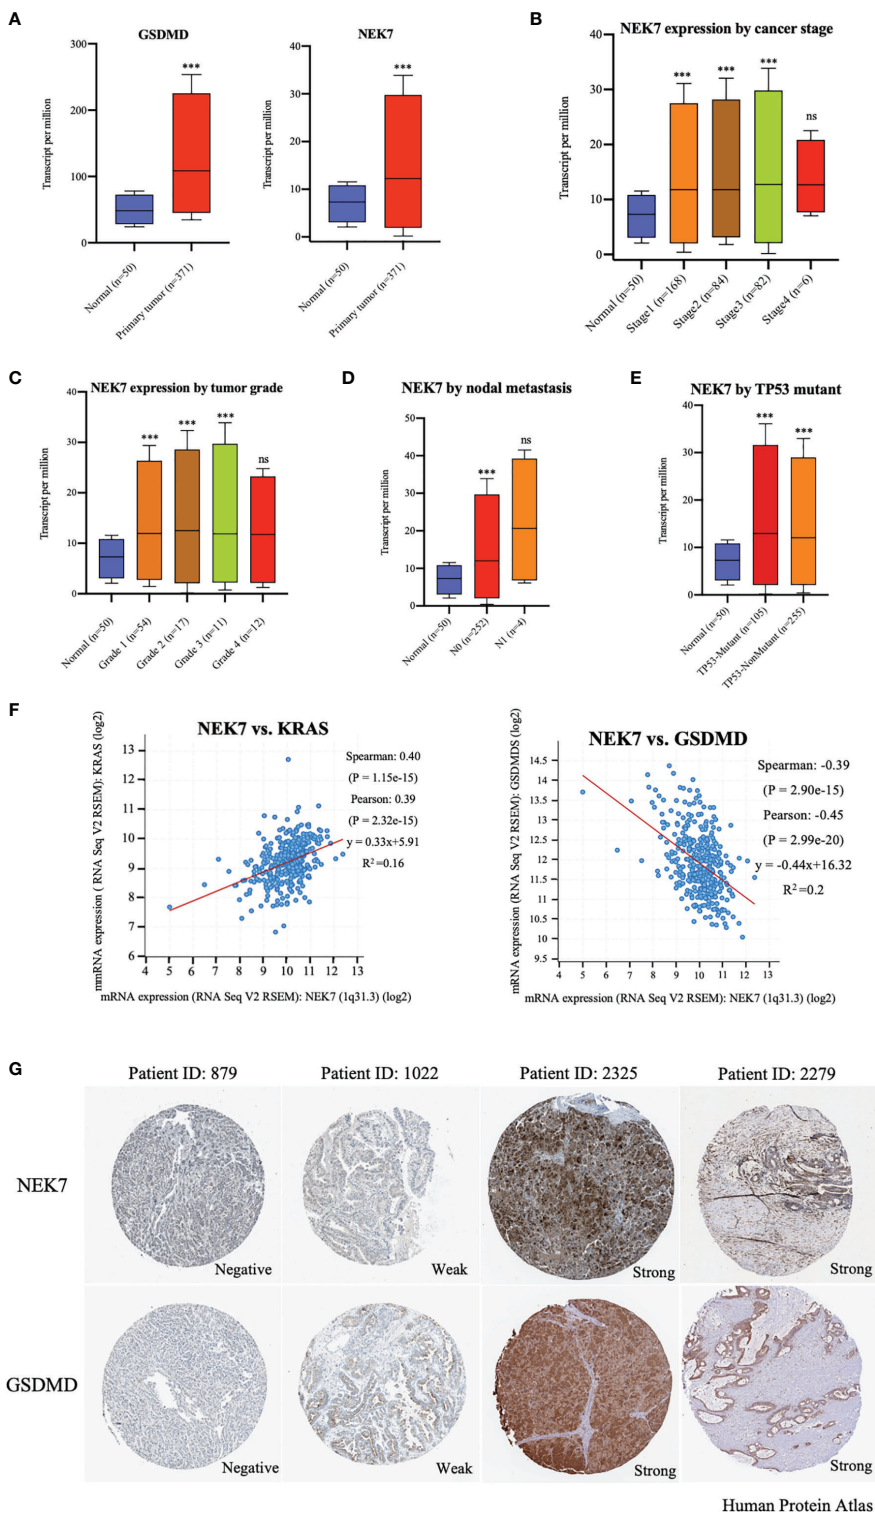 A
GSDMD
Transcript per million
300
200
100
0
***
Normal (n=50)
Primary tumor (n=371)
NEK7
Transcript per million
40
30
20
10
0
***
Normal (n=50)
Primary tumor (n=371)
B
NEK7 expression by cancer stage
Transcript per million
40
30
20
10
0
***
***
***
ns
Normal (n=50)
Stage1 (n=168)
Stage2 (n=84)
Stage3 (n=82)
Stage4 (n=6)
C
NEK7 expression by tumor grade
Transcript per million
40
30
20
10
0
***
***
***
ns
Normal (n=50)
Grade 1 (n=54)
Grade 2 (n=17)
Grade 3 (n=11)
Grade 4 (n=12)
D
NEK7 by nodal metastasis
Transcript per million
50
40
30
20
10
0
***
ns
Normal (n=50)
N0 (n=252)
N1 (n=4)
E
NEK7 by TP53 mutant
Transcript per million
40
30
20
10
0
***
***
Normal (n=50)
TP53-Mutant (n=105)
TP53-NonMutant (n=255)
F
NEK7 vs. KRAS
mmRNA expression ( RNA Seq V2 RSEM): KRAS (log2)
13
12
11
10
9
8
7
6
4 5 6 7 8 9 10 11 12 13
Spearman: 0.40
(P = 1.15e-15)
Pearson: 0.39
(P = 2.32e-15)
y = 0.33x+5.91
R2 =0.16
mRNA expression (RNA Seq V2 RSEM): NEK7 (1q31.3) (log2)
NEK7 vs. GSDMD
mRNA expression (RNA Seq V2 RSEM): GSDMDS (log2)
14.5
14
13.5
13
12.5
12
11.5
11
10.5
10
9.5
4 5 6 7 8 9 10 11 12 13
Spearman: -0.39
(P = 2.90e-15)
Pearson: -0.45
(P = 2.99e-20)
y = -0.44x+16.32
R2 =0.2
mRNA expression (RNA Seq V2 RSEM): NEK7 (1q31.3) (log2)
G
Patient ID: 879
Patient ID: 1022
Patient ID: 2325
Patient ID: 2279
NEK7
Negative
Weak
Strong
Strong
GSDMD
Negative
Weak
Strong
Strong
Human Protein Atlas